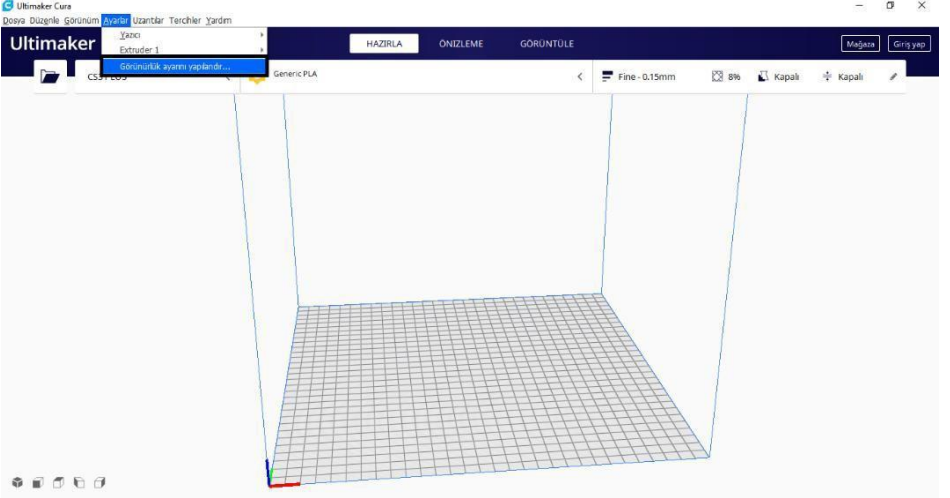 Ultimaker Cura
Dosya Düzenle Görünüm Ayarlar Uzantılar Tercihler Yardım
Ultimaker
Yazıcı
Extruder 1
Görünürlük ayarını yapılandır...
HAZIRLA ÖNIZLEME GÖRÜNTÜLE
Mağaza Giriş yap
Generic PLA
Fine - 0.15mm 8% Kapalı Kapalı